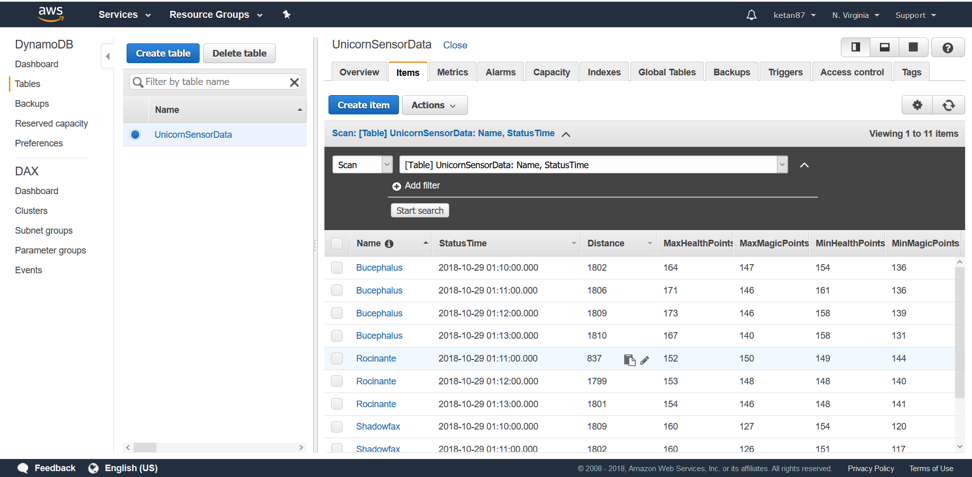 aws Services Resource Groups ketan87 N. Virginia Support
DynamoDB
Dashboard
Tables
Backups
Reserved capacity
Preferences
DAX
Dashboard
Clusters
Subnet groups
Parameter groups
Events
Create table Delete table
Filter by table name
Name
UnicornSensorData
UnicornSensorData Close
Overview Items Metrics Alarms Capacity Indexes Global Tables Backups Triggers Access control Tags
Create item Actions
Scan: [Table] UnicornSensorData: Name, StatusTime Viewing 1 to 11 items
Scan [Table] UnicornSensorData: Name, StatusTime
Add filter
Start search
Name StatusTime Distance MaxHealthPoints MaxMagicPoints MinHealthPoints MinMagicPoints
Bucephalus 2018-10-29 01:10:00.000 1802 164 147 154 136
Bucephalus 2018-10-29 01:11:00.000 1806 171 146 161 136
Bucephalus 2018-10-29 01:12:00.000 1809 173 146 158 139
Bucephalus 2018-10-29 01:13:00.000 1810 167 140 158 131
Rocinante 2018-10-29 01:11:00.000 837 152 150 149 144
Rocinante 2018-10-29 01:12:00.000 1799 153 148 148 140
Rocinante 2018-10-29 01:13:00.000 1801 154 146 148 141
Shadowfax 2018-10-29 01:10:00.000 1809 160 127 154 120
Shadowfax 2018-10-29 01:11:00.000 1802 160 126 151 117
Feedback English (US) © 2008 - 2018, Amazon Web Services, Inc. or its affiliates. All rights reserved. Privacy Policy Terms of Use